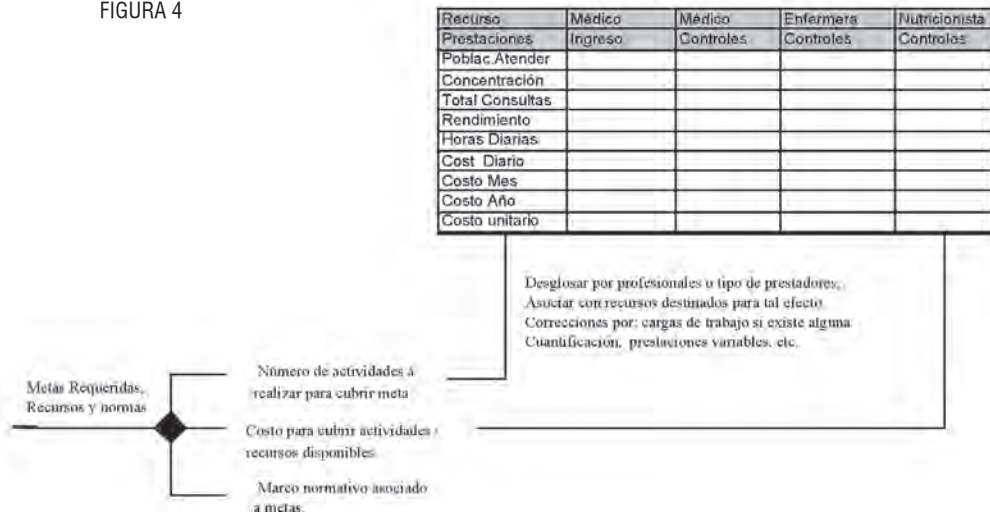 FIGURA 4
Recurso Médico Médico Enfermera Nutricionista
Prestaciones Ingreso Controles Controles Controles
Poblac.Atender
Concentración
Total Consultas
Rendimiento
Horas Diarias
Cost Diario
Costo Mes
Costo Año
Costo unitario
Desglosar por profesionales o tipo de prestadores,
Asociar con recursos destinados para tal efecto
Correcciones por: cargas de trabajo si existe alguna
Cuantificación, prestaciones variables, etc.
Metas Requeridas,
Recursos y normas
Número de actividades a
realizar para cubrir meta
Costo para cubrir actividades
recursos disponibles
Marco normativo asociado
a metas.